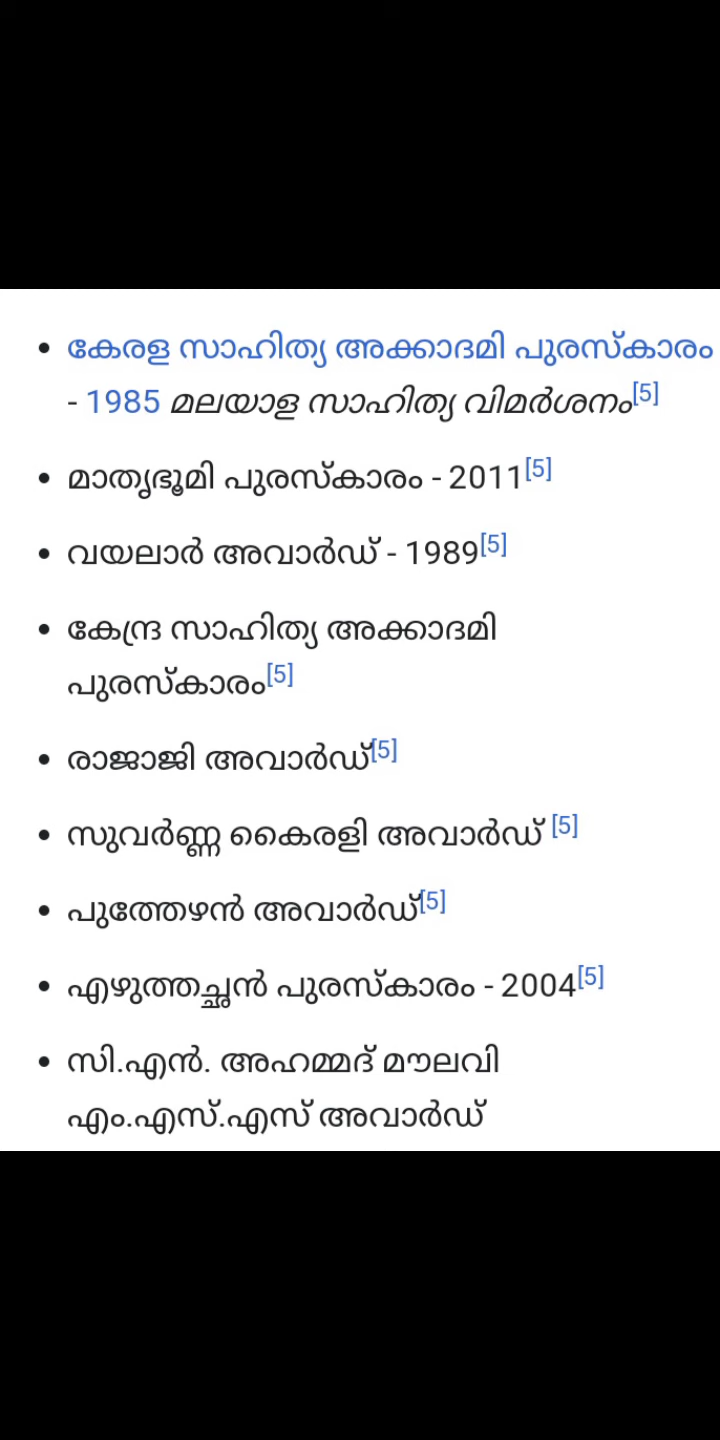 • കേരള സാഹിത്യ അക്കാദമി പുരസ്കാരം
- 1985 മലയാള സാഹിത്യ വിമർശനം[5]
• മാതൃഭൂമി പുരസ്കാരം - 2011[5]
• വയലാർ അവാർഡ് - 1989[5]
• കേന്ദ്ര സാഹിത്യ അക്കാദമി
പുരസ്കാരം[5]
• രാജാജി അവാർഡ്[5]
• സുവർണ്ണ കൈരളി അവാർഡ് [5]
• പുത്തേഴൻ അവാർഡ്[5]
• എഴുത്തച്ഛൻ പുരസ്കാരം - 2004[5]
• സി.എൻ. അഹമ്മദ് മൗലവി
എം.എസ്.എസ് അവാർഡ്